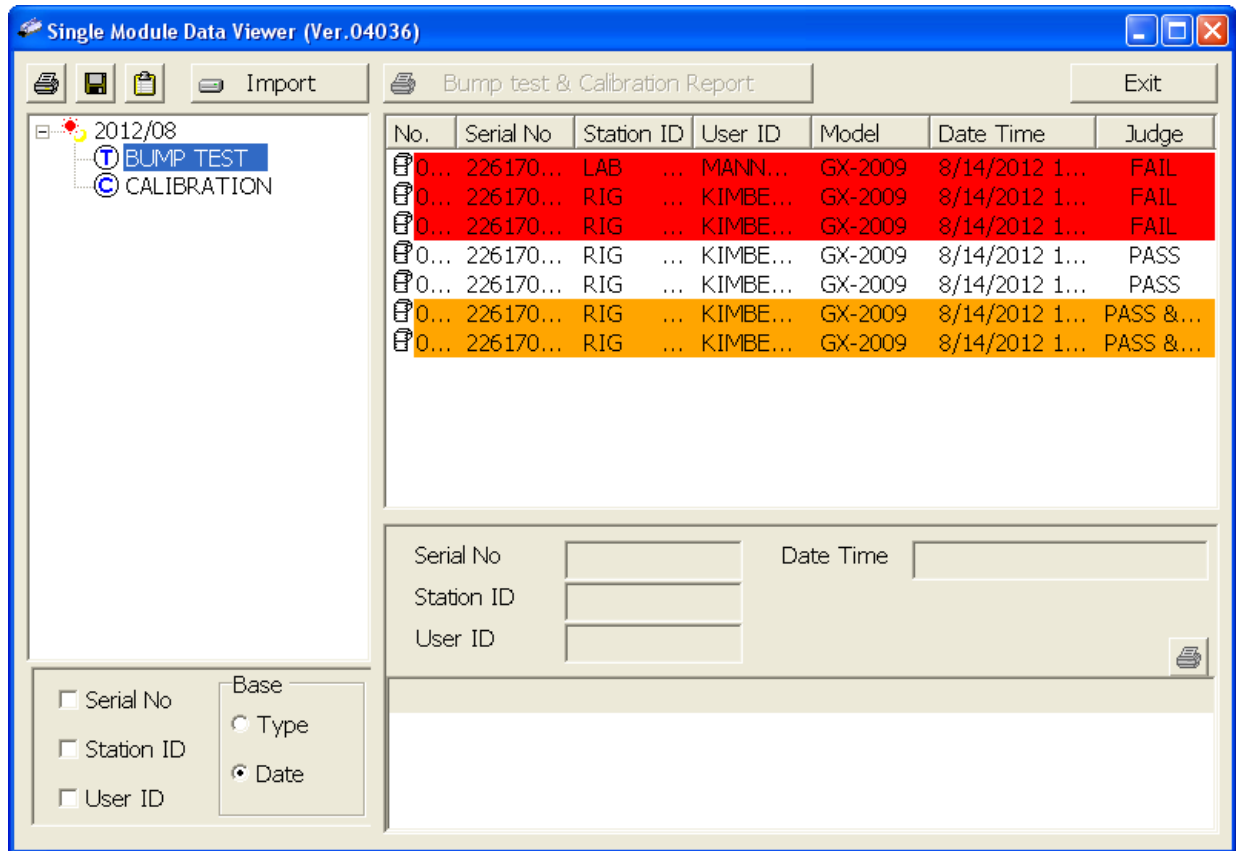 Single Module Data Viewer (Ver.04036)
Import
Bump test & Calibration Report
Exit
2012/08
T BUMP TEST
C CALIBRATION
No. Serial No Station ID User ID Model Date Time Judge
0... 226170... LAB ... MANN... GX-2009 8/14/2012 1... FAIL
0... 226170... RIG ... KIMBE... GX-2009 8/14/2012 1... FAIL
0... 226170... RIG ... KIMBE... GX-2009 8/14/2012 1... FAIL
0... 226170... RIG ... KIMBE... GX-2009 8/14/2012 1... PASS
0... 226170... RIG ... KIMBE... GX-2009 8/14/2012 1... PASS
0... 226170... RIG ... KIMBE... GX-2009 8/14/2012 1... PASS &...
0... 226170... RIG ... KIMBE... GX-2009 8/14/2012 1... PASS &...
Serial No
Date Time
Station ID
User ID
Serial No
Station ID
User ID
Base
Type
Date